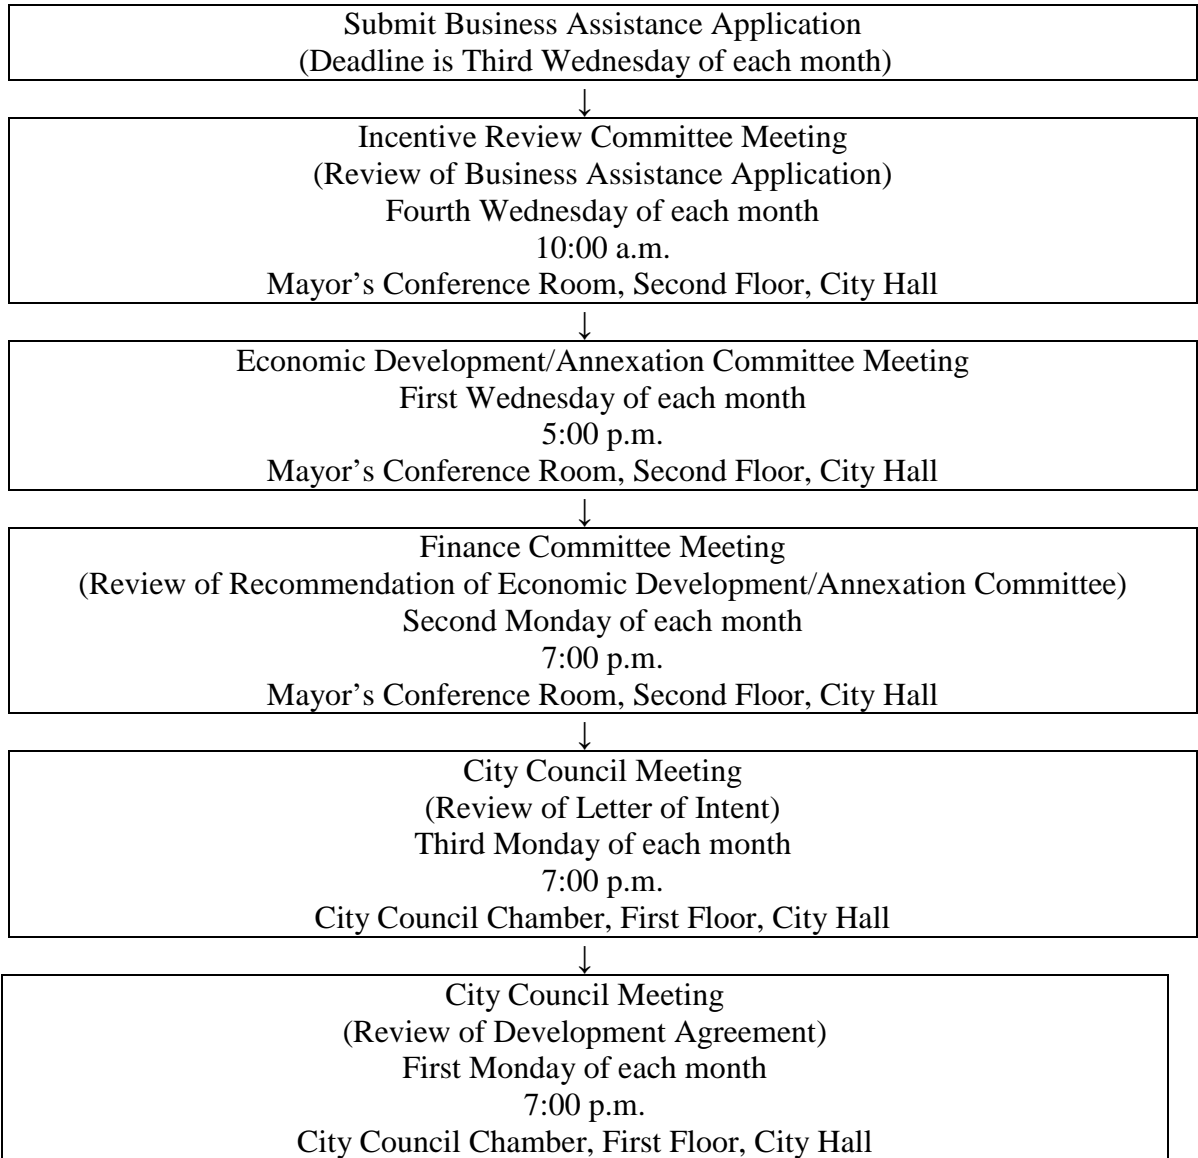 Submit Business Assistance Application
(Deadline is Third Wednesday of each month)
↓
Incentive Review Committee Meeting
(Review of Business Assistance Application)
Fourth Wednesday of each month
10:00 a.m.
Mayor’s Conference Room, Second Floor, City Hall
↓
Economic Development/Annexation Committee Meeting
First Wednesday of each month
5:00 p.m.
Mayor’s Conference Room, Second Floor, City Hall
↓
Finance Committee Meeting
(Review of Recommendation of Economic Development/Annexation Committee)
Second Monday of each month
7:00 p.m.
Mayor’s Conference Room, Second Floor, City Hall
↓
City Council Meeting
(Review of Letter of Intent)
Third Monday of each month
7:00 p.m.
City Council Chamber, First Floor, City Hall
↓
City Council Meeting
(Review of Development Agreement)
First Monday of each month
7:00 p.m.
City Council Chamber, First Floor, City Hall